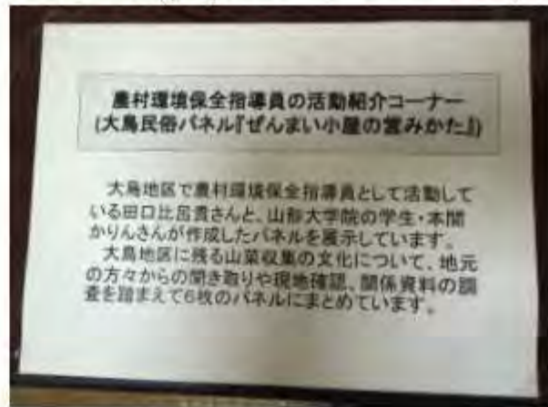 農村環境保全指導員の活動紹介コーナー
(大鳥民俗パネル『ぜんまい小屋の営みかた』)
大鳥地区で農村環境保全指導員として活動して
いる田口比呂貴さんと、山形大学院の学生・本間
かりんさんが作成したパネルを展示しています。
大鳥地区に残る山菜収集の文化について、地元
の方々からの聞き取りや現地確認、関係資料の調
査を踏まえて6枚のパネルにまとめています。